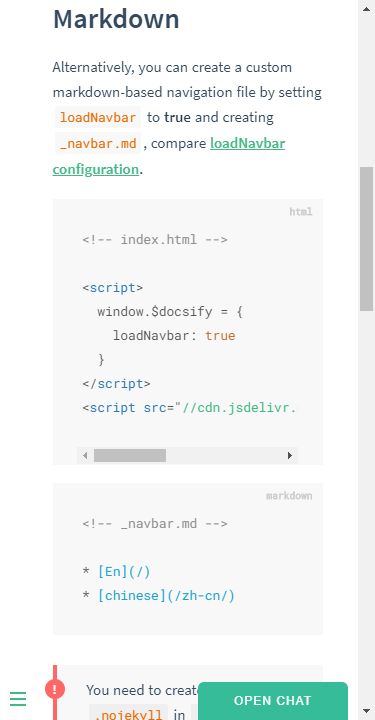 Markdown
Alternatively, you can create a custom
markdown-based navigation file by setting
loadNavbar to true and creating
_navbar.md , compare loadNavbar
configuration.
html
<!-- index.html -->
<script>
window.$docsify = {
loadNavbar: true
}
</script>
<script src="//cdn.jsdelivr.
markdown
<!-- _navbar.md -->
* [En](/)
* [chinese](/zh-cn/)
! You need to create
OPEN CHAT
.nojekyll in